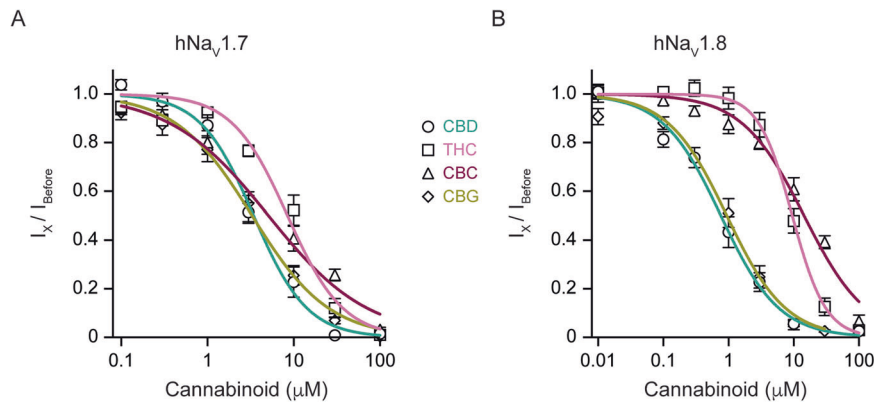 A
hNaV1.7
1.0
0.8
0.6
0.4
0.2
0
IX / IBefore
0.1
1
10
100
Cannabinoid (μM)
CBD
THC
CBC
CBG
B
hNaV1.8
1.0
0.8
0.6
0.4
0.2
0
IX / IBefore
0.01
0.1
1
10
100
Cannabinoid (μM)